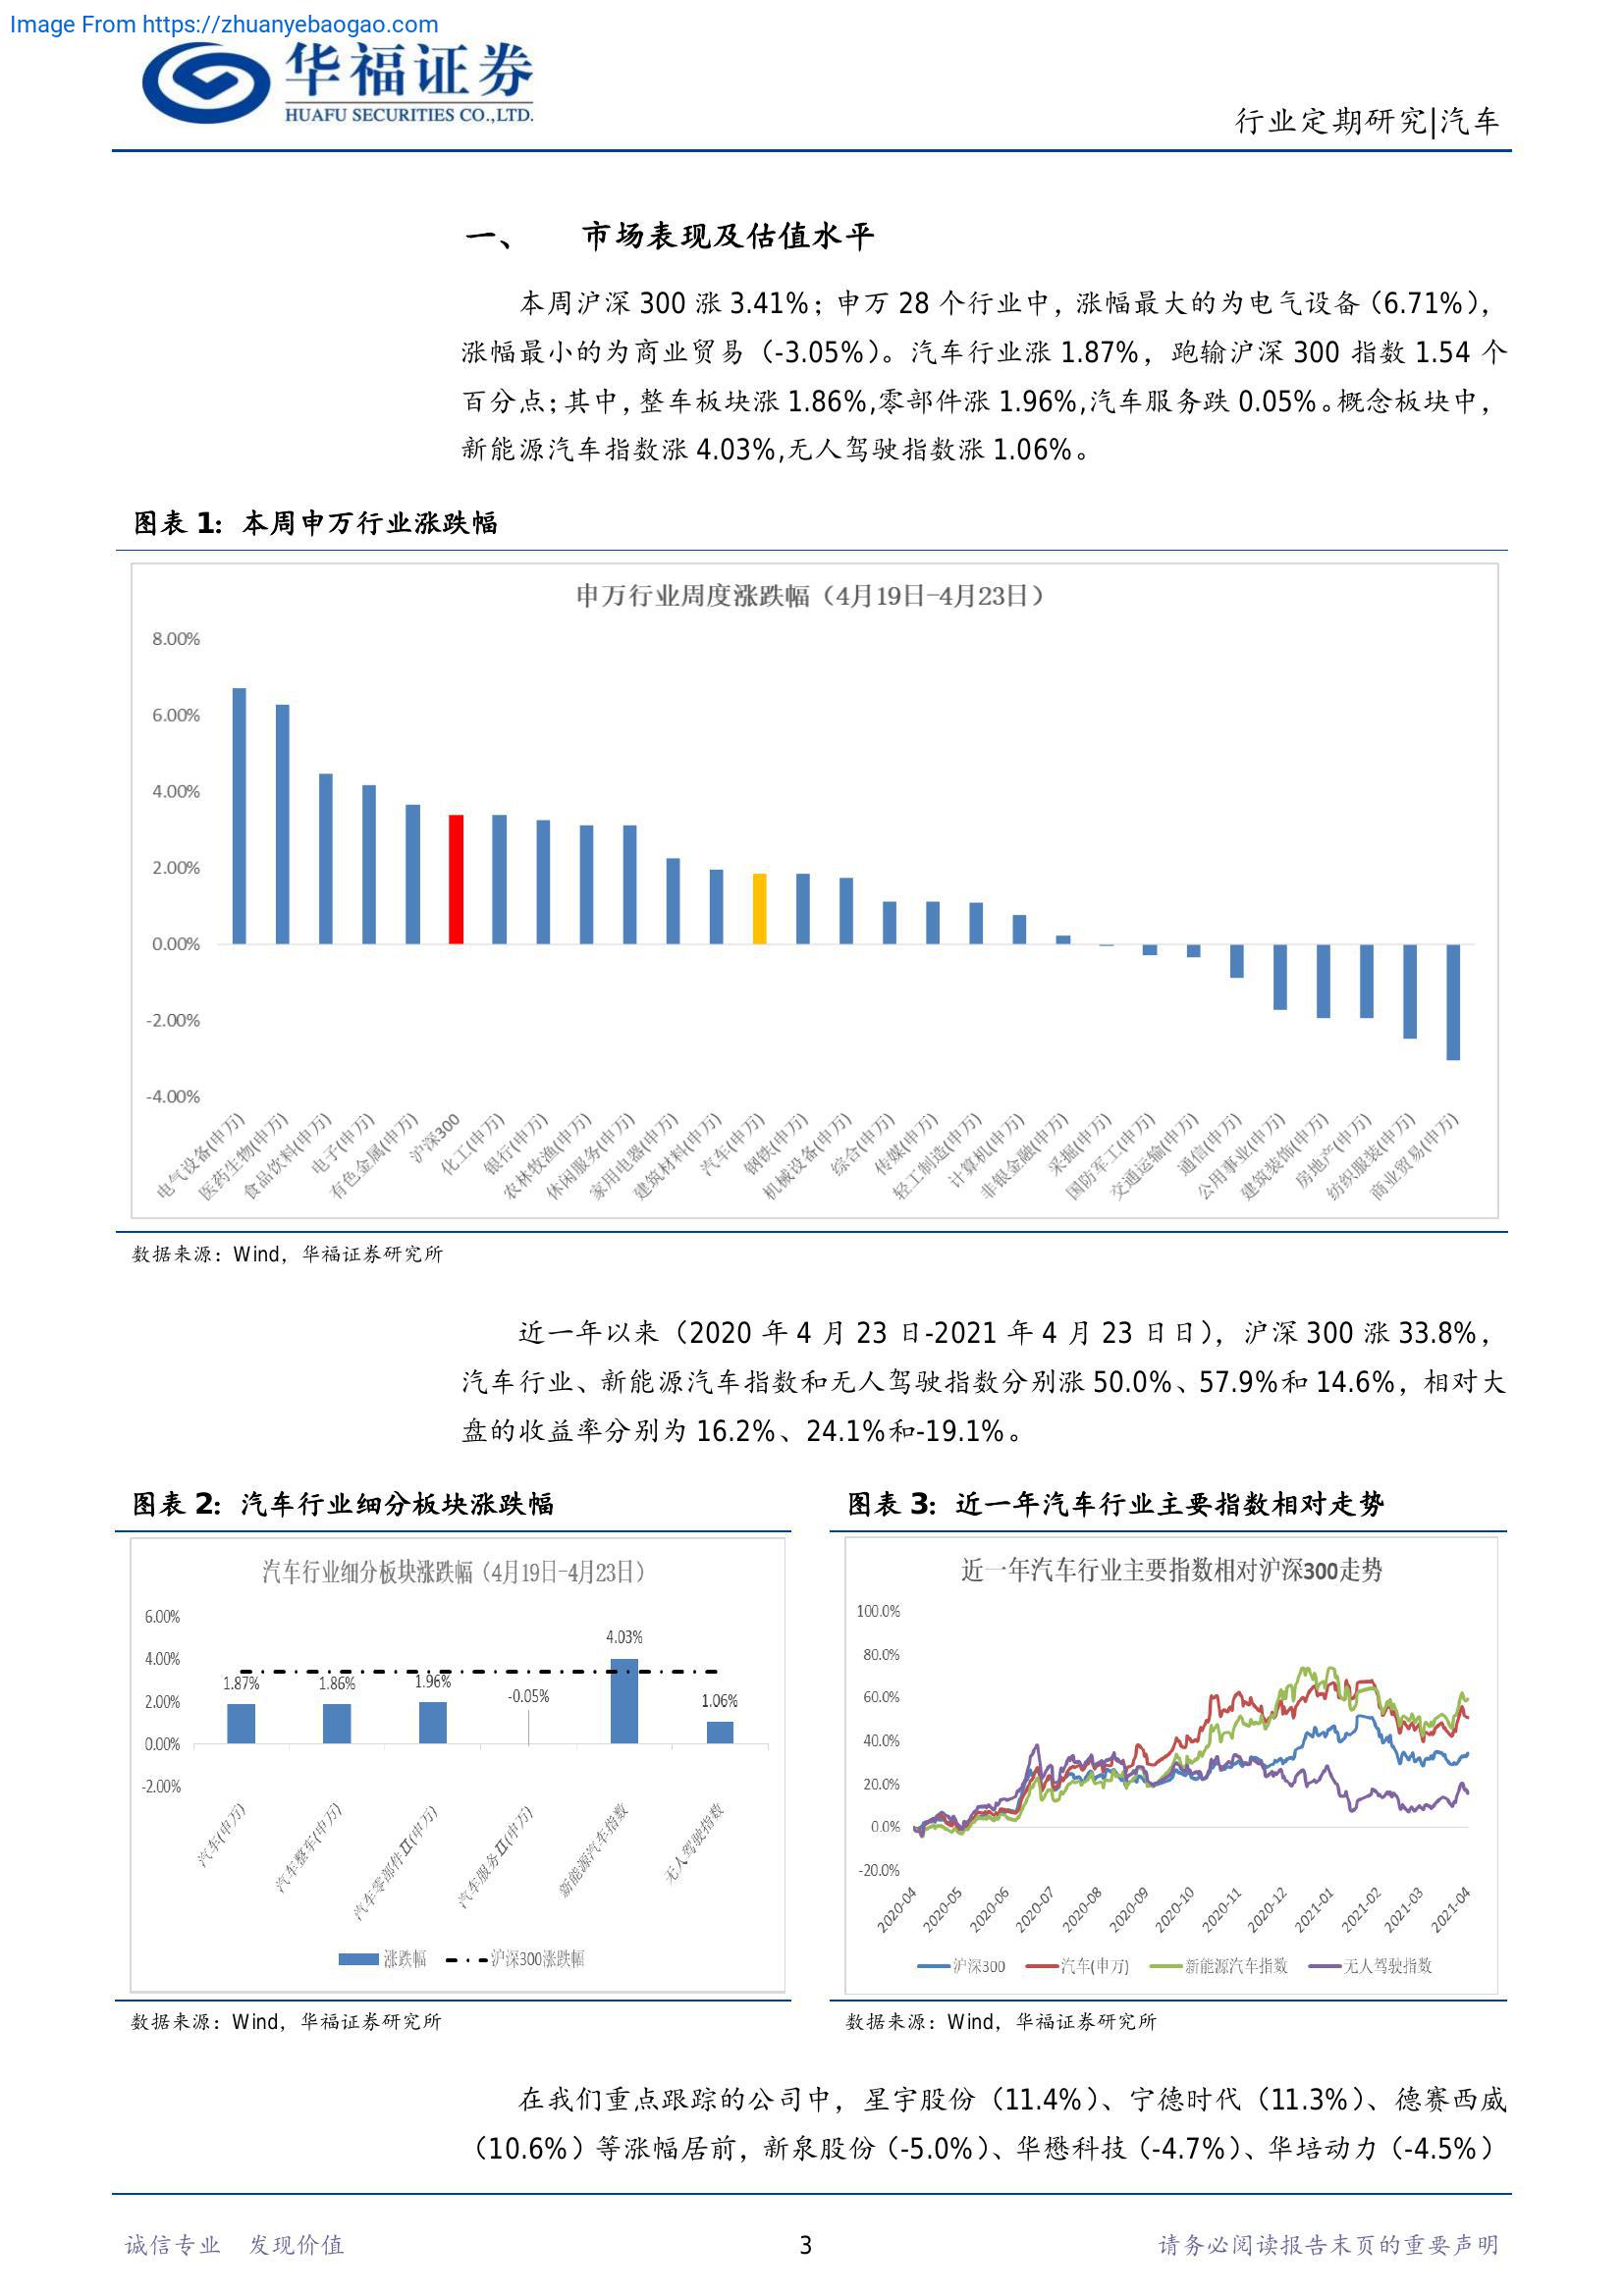 Image From https://zhuanyebaogao.com
华福证券
HUAFU SECURITIES CO.,LTD.
行业定期研究|汽车
一、 市场表现及估值水平
本周沪深 300 涨 3.41%；申万 28 个行业中，涨幅最大的为电气设备（6.71%），
涨幅最小的为商业贸易（-3.05%）。汽车行业涨 1.87%，跑输沪深 300 指数 1.54 个
百分点；其中，整车板块涨 1.86%,零部件涨 1.96%,汽车服务跌 0.05%。概念板块中，
新能源汽车指数涨 4.03%,无人驾驶指数涨 1.06%。
图表 1：本周申万行业涨跌幅
申万行业周度涨跌幅（4月19日-4月23日）
8.00%
6.00%
4.00%
2.00%
0.00%
-2.00%
-4.00%
电气设备(申万)
医药生物(申万)
食品饮料(申万)
电子(申万)
有色金属(申万)
沪深300
化工(申万)
银行(申万)
农林牧渔(申万)
休闲服务(申万)
家用电器(申万)
建筑材料(申万)
汽车(申万)
钢铁(申万)
机械设备(申万)
综合(申万)
传媒(申万)
轻工制造(申万)
计算机(申万)
非银金融(申万)
采掘(申万)
国防军工(申万)
交通运输(申万)
通信(申万)
公用事业(申万)
建筑装饰(申万)
房地产(申万)
纺织服装(申万)
商业贸易(申万)
数据来源：Wind，华福证券研究所
近一年以来（2020 年 4 月 23 日-2021 年 4 月 23 日日），沪深 300 涨 33.8%，
汽车行业、新能源汽车指数和无人驾驶指数分别涨 50.0%、57.9%和 14.6%，相对大
盘的收益率分别为 16.2%、24.1%和-19.1%。
图表 2：汽车行业细分板块涨跌幅
汽车行业细分板块涨跌幅（4月19日-4月23日）
6.00%
4.00%
2.00%
0.00%
-2.00%
1.87%
1.86%
1.96%
-0.05%
4.03%
1.06%
汽车(申万)
汽车整车(申万)
汽车零部件Ⅱ(申万)
汽车服务Ⅱ(申万)
新能源汽车指数
无人驾驶指数
涨跌幅
沪深300涨跌幅
数据来源：Wind，华福证券研究所
图表 3：近一年汽车行业主要指数相对走势
近一年汽车行业主要指数相对沪深300走势
100.0%
80.0%
60.0%
40.0%
20.0%
0.0%
-20.0%
2020-04
2020-05
2020-06
2020-07
2020-08
2020-09
2020-10
2020-11
2020-12
2021-01
2021-02
2021-03
2021-04
沪深300
汽车(申万)
新能源汽车指数
无人驾驶指数
数据来源：Wind，华福证券研究所
在我们重点跟踪的公司中，星宇股份（11.4%）、宁德时代（11.3%）、德赛西威
（10.6%）等涨幅居前，新泉股份（-5.0%）、华懋科技（-4.7%）、华培动力（-4.5%）
诚信专业 发现价值
3
请务必阅读报告末页的重要声明